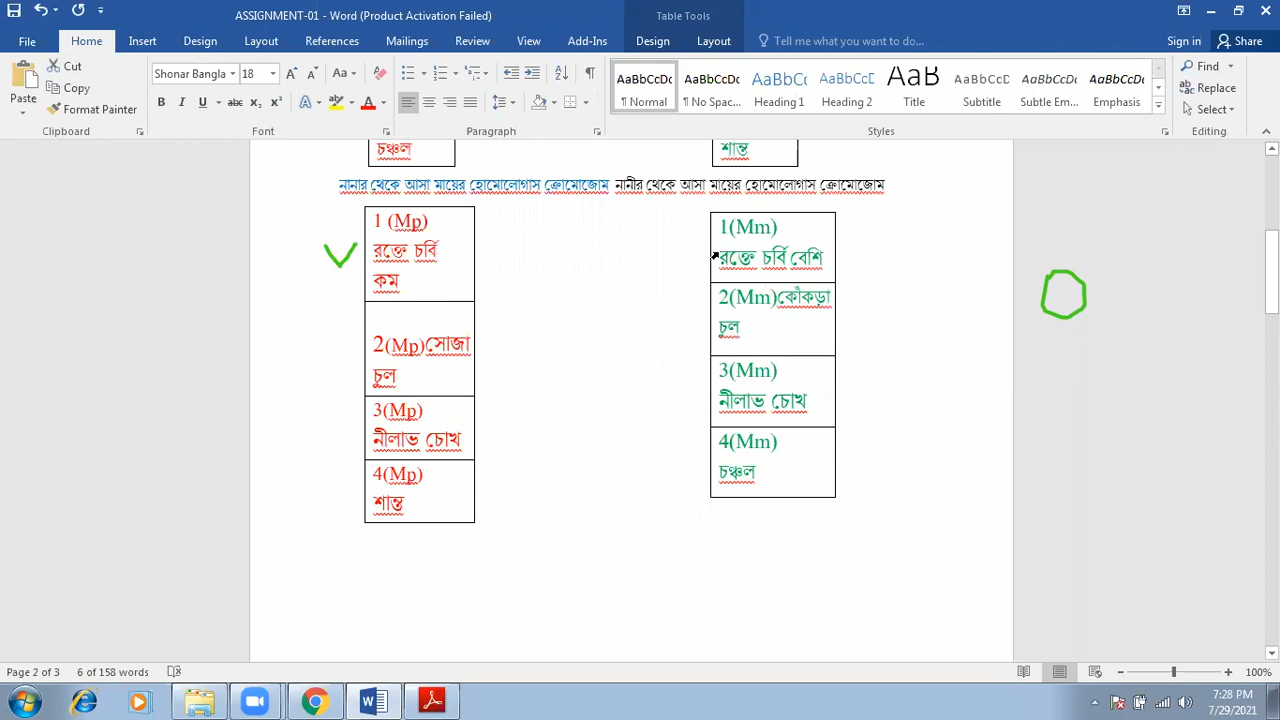 ASSIGNMENT-01 - Word (Product Activation Failed)
Table Tools
File Home Insert Design Layout References Mailings Review View Add-Ins Design Layout Tell me what you want to do... Sign in Share
Cut
Copy
Format Painter
Paste
Shonar Bangla 18
Aa
B I U abc X₂ X²
A
AaBbCcDc AaBbCcDc AaBbCc AaBbCcC AaB AaBbCcD AaBbCcDc AaBbCcDc
¶ Normal ¶ No Spac... Heading 1 Heading 2 Title Subtitle Subtle Em... Emphasis
Find
Replace
Select
Clipboard Font Paragraph Styles Editing
চঞ্চল
শান্ত
নানার থেকে আসা মায়ের হোমোলোগাস ক্রোমোজোম নানীর থেকে আসা মায়ের হোমোলোগাস ক্রোমোজোম
1 (Mp)
রক্তে চর্বি
কম
2(Mp)সোজা
চুল
3(Mp)
নীলাভ চোখ
4(Mp)
শান্ত
1(Mm)
রক্তে চর্বি বেশি
2(Mm)কোঁকড়া
চুল
3(Mm)
নীলাভ চোখ
4(Mm)
চঞ্চল
Page 2 of 3 6 of 158 words 100%
7:28 PM
7/29/2021